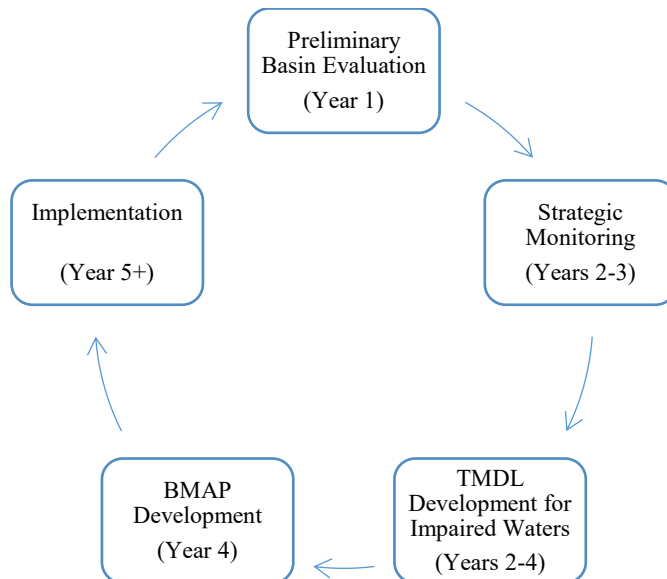 Preliminary
Basin Evaluation
(Year 1)
Strategic
Monitoring
(Years 2-3)
TMDL
Development for
Impaired Waters
(Years 2-4)
BMAP
Development
(Year 4)
Implementation
(Year 5+)